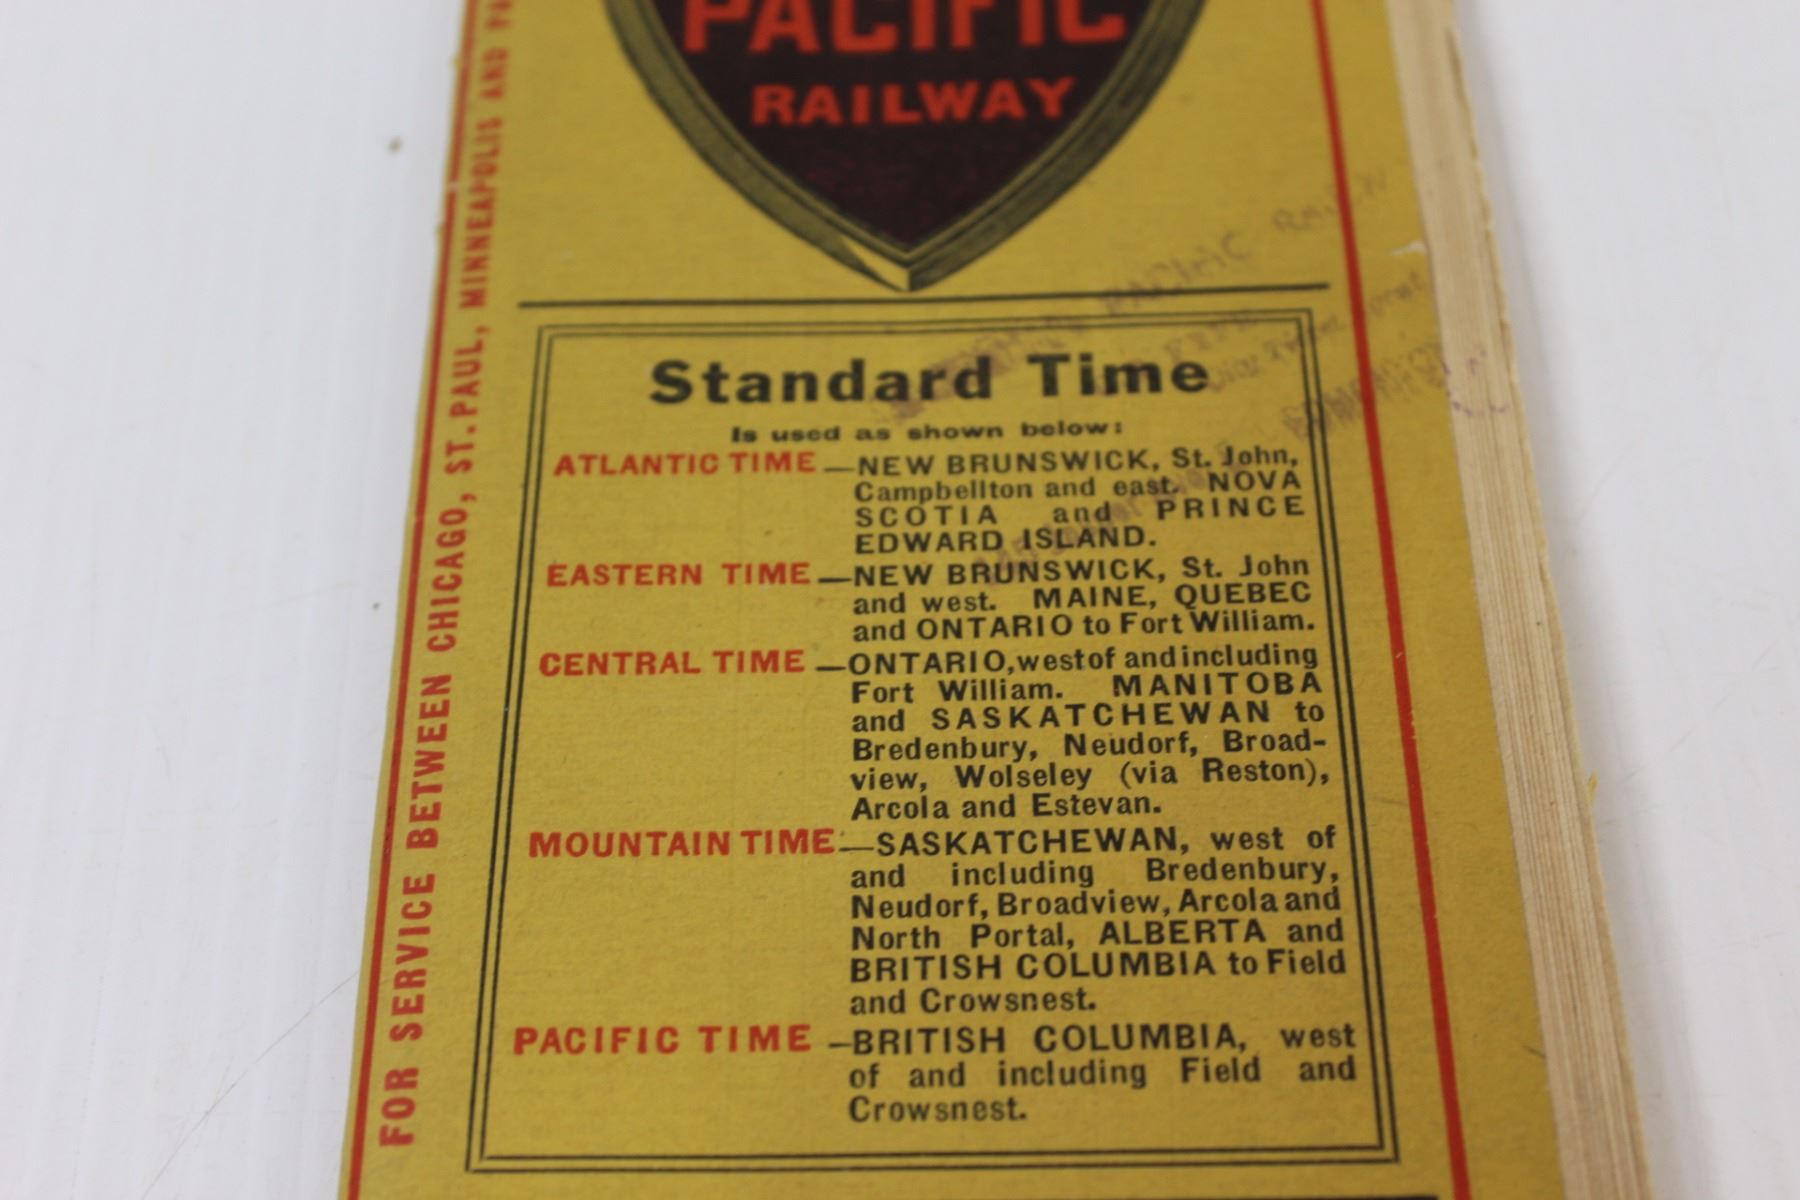 PACIFIC
RAILWAY
FOR SERVICE BETWEEN CHICAGO, ST. PAUL, MINNEAPOLIS AND
PACIFIC
Standard Time
Is used as shown below:
ATLANTIC TIME—NEW BRUNSWICK, St. John,
Campbellton and east. NOVA
SCOTIA and PRINCE
EDWARD ISLAND.
EASTERN TIME—NEW BRUNSWICK, St. John
and west. MAINE, QUEBEC
and ONTARIO to Fort William.
CENTRAL TIME—ONTARIO, west of and including
Fort William. MANITOBA
and SASKATCHEWAN to
Bredenbury, Neudorf, Broad-
view, Wolseley (via Reston),
Arcola and Estevan.
MOUNTAIN TIME—SASKATCHEWAN, west of
and including Bredenbury,
Neudorf, Broadview, Arcola and
North Portal, ALBERTA and
BRITISH COLUMBIA to Field
and Crowsnest.
PACIFIC TIME—BRITISH COLUMBIA, west
of and including Field and
Crowsnest.